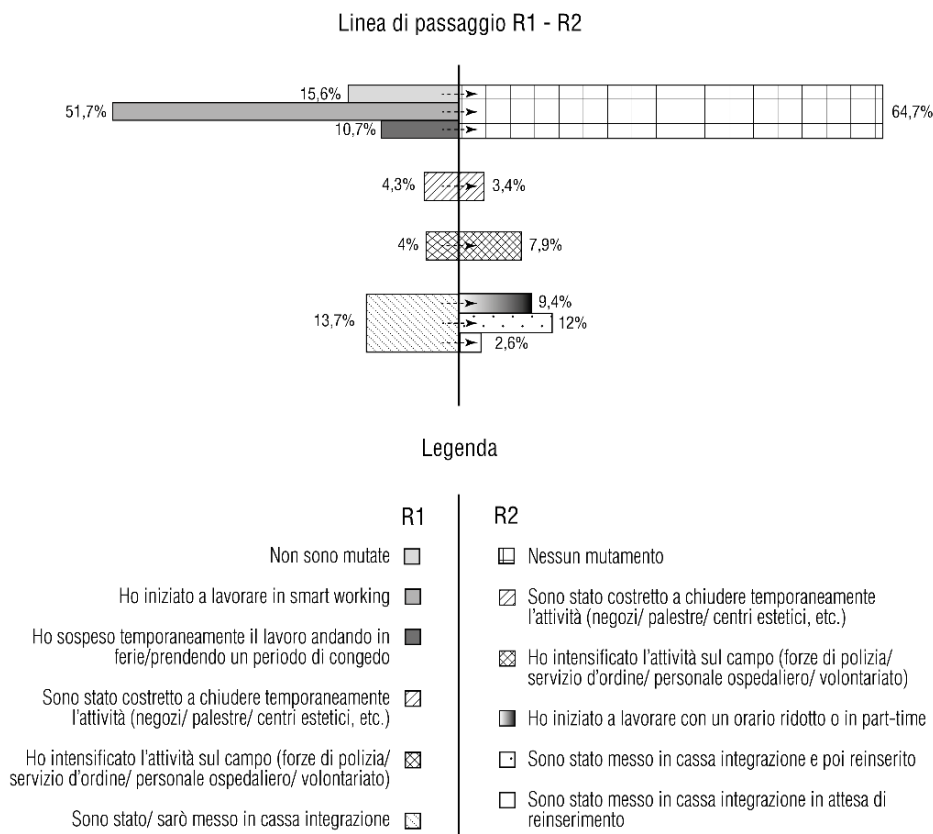 Linea di passaggio R1 - R2
15,6%
51,7%
64,7%
10,7%
4,3%
3,4%
4%
7,9%
9,4%
13,7%
12%
2,6%
Legenda
R1
Non sono mutate
Ho iniziato a lavorare in smart working
Ho sospeso temporaneamente il lavoro andando in
ferie/prendendo un periodo di congedo
Sono stato costretto a chiudere temporaneamente
l'attività (negozi/ palestre/ centri estetici, etc.)
Ho intensificato l'attività sul campo (forze di polizia/
servizio d'ordine/ personale ospedaliero/ volontariato)
Sono stato/ sarò messo in cassa integrazione
R2
Nessun mutamento
Sono stato costretto a chiudere temporaneamente
l'attività (negozi/ palestre/ centri estetici, etc.)
Ho intensificato l'attività sul campo (forze di polizia/
servizio d'ordine/ personale ospedaliero/ volontariato)
Ho iniziato a lavorare con un orario ridotto o in part-time
Sono stato messo in cassa integrazione e poi reinserito
Sono stato messo in cassa integrazione in attesa di
reinserimento